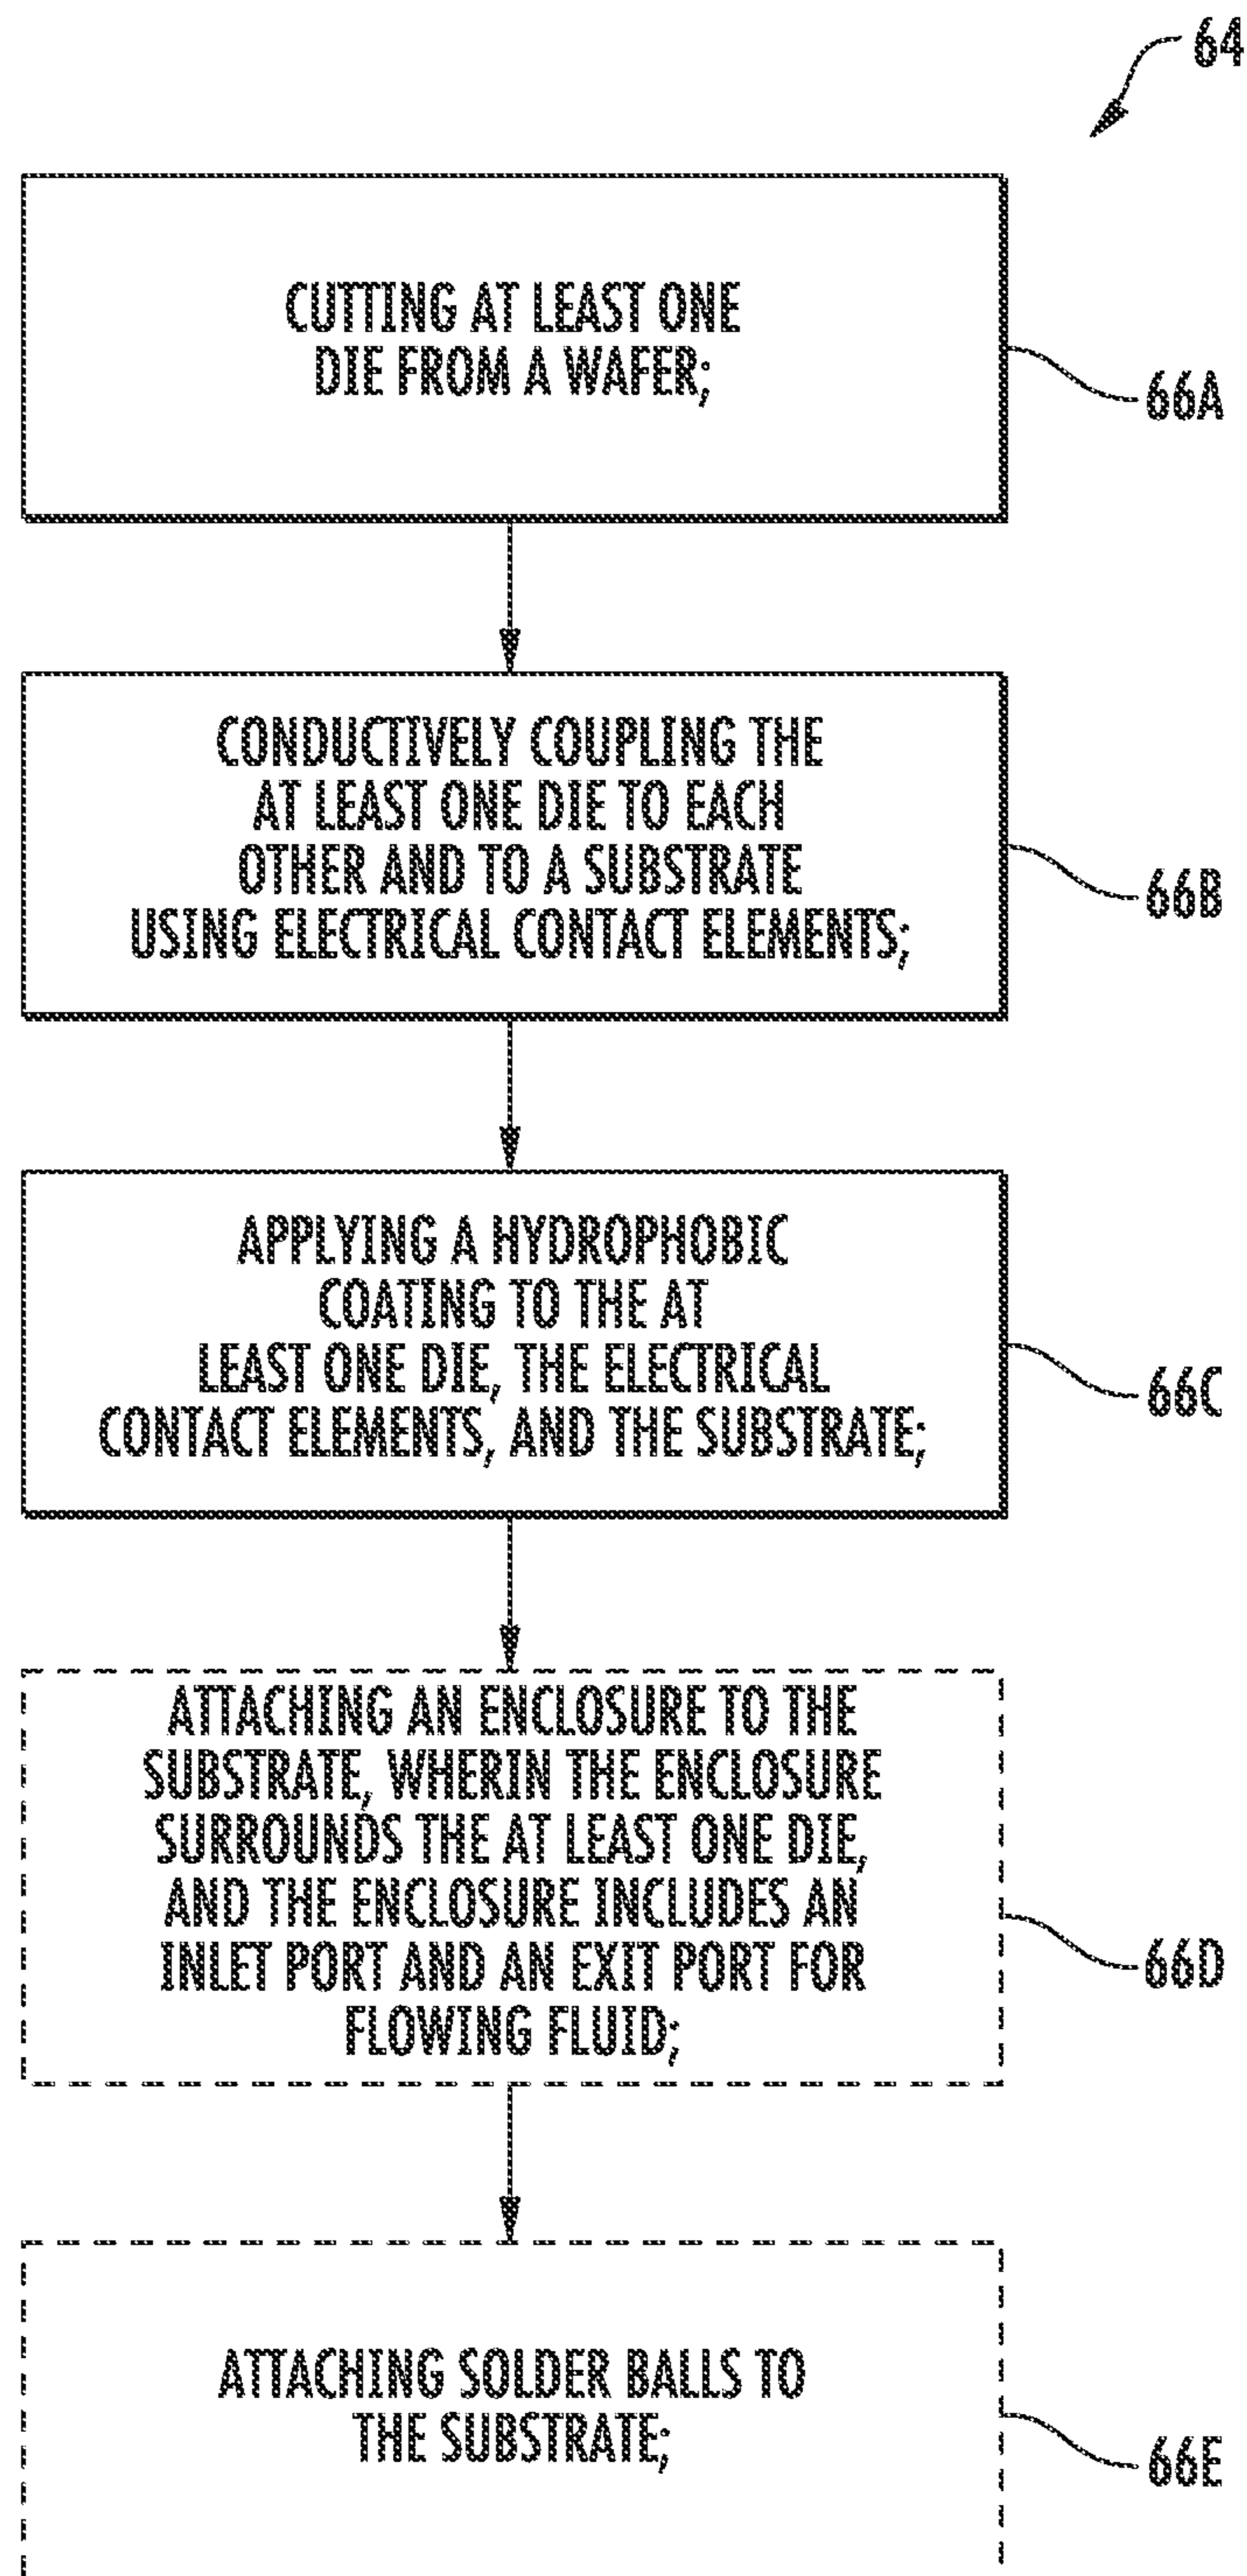 64
CUTTING AT LEAST ONE
DIE FROM A WAFER;
66A
CONDUCTIVELY COUPLING THE
AT LEAST ONE DIE TO EACH
OTHER AND TO A SUBSTRATE
USING ELECTRICAL CONTACT ELEMENTS;
66B
APPLYING A HYDROPHOBIC
COATING TO THE AT
LEAST ONE DIE, THE ELECTRICAL
CONTACT ELEMENTS, AND THE SUBSTRATE;
66C
ATTACHING AN ENCLOSURE TO THE
SUBSTRATE, WHERIN THE ENCLOSURE
SURROUNDS THE AT LEAST ONE DIE,
AND THE ENCLOSURE INCLUDES AN
INLET PORT AND AN EXIT PORT FOR
FLOWING FLUID;
66D
ATTACHING SOLDER BALLS TO
THE SUBSTRATE;
66E